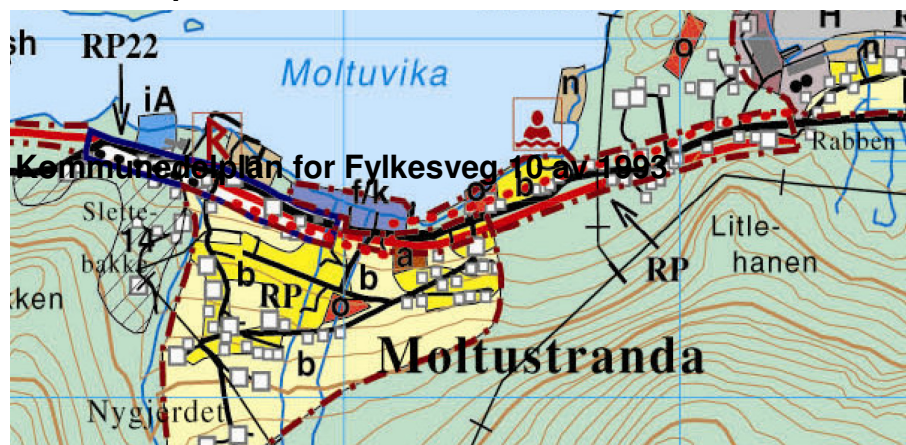 H
sh
RP22
o
n
Moltuvika
n
iA
Rabben
Kommunedelplan for Fylkesveg 10 av 1993
f/k
o
b
Slette-
bakke
14
Litle-
hanen
a
b
b
RP
RP
kken
o
Moltustranda
b
Nygjerdet